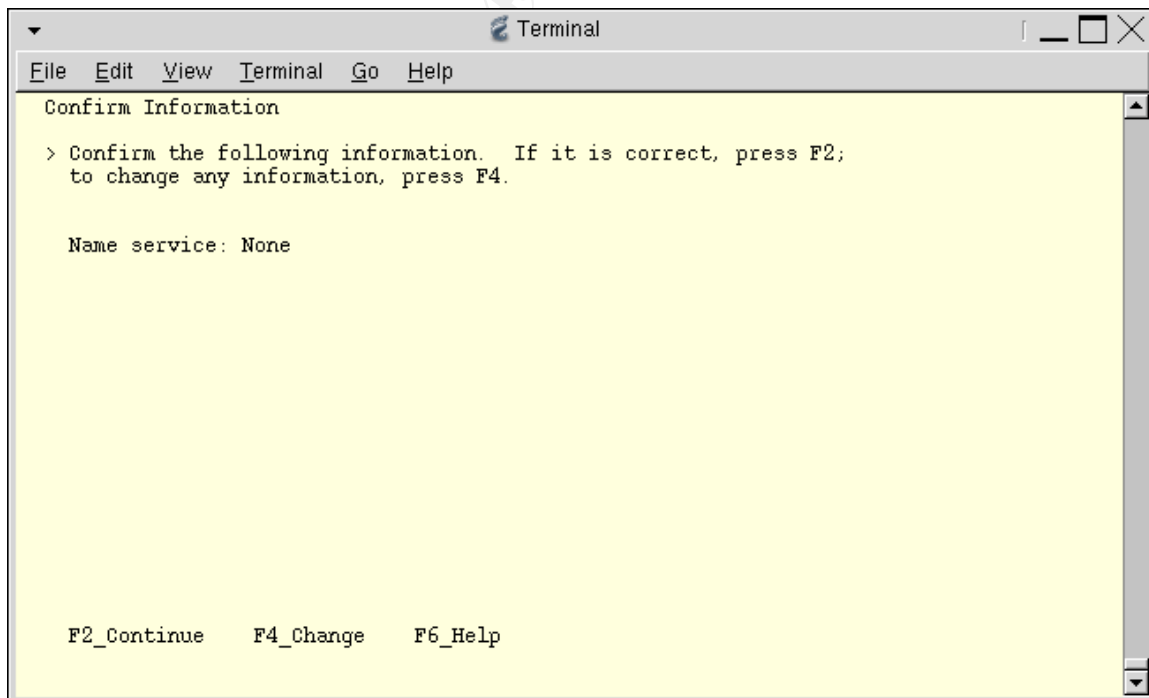 Terminal
File Edit View Terminal Go Help
Confirm Information
> Confirm the following information. If it is correct, press F2;
to change any information, press F4.
Name service: None
F2_Continue F4_Change F6_Help